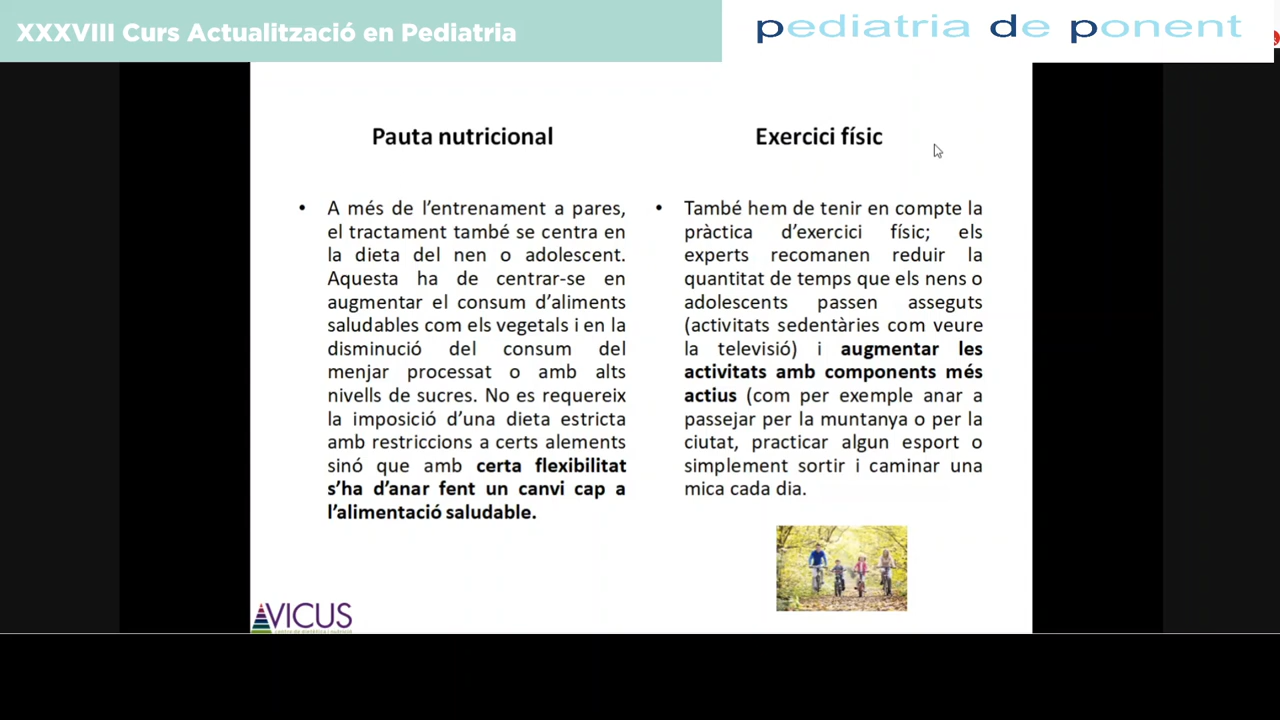 XXXVIII Curs Actualització en Pediatria
pediatria de ponent
Pauta nutricional
• A més de l’entrenament a pares,
el tractament també se centra en
la dieta del nen o adolescent.
Aquesta ha de centrar-se en
augmentar el consum d’aliments
saludables com els vegetals i en la
disminució del consum del
menjar processat o amb alts
nivells de sucres. No es requereix
la imposició d’una dieta estricta
amb restriccions a certs alements
sinó que amb certa flexibilitat
s’ha d’anar fent un canvi cap a
l’alimentació saludable.
Exercici físic
• També hem de tenir en compte la
pràctica d’exercici físic; els
experts recomanen reduir la
quantitat de temps que els nens o
adolescents passen asseguts
(activitats sedentàries com veure
la televisió) i augmentar les
activitats amb components més
actius (com per exemple anar a
passejar per la muntanya o per la
ciutat, practicar algun esport o
simplement sortir i caminar una
mica cada dia.
VICUS